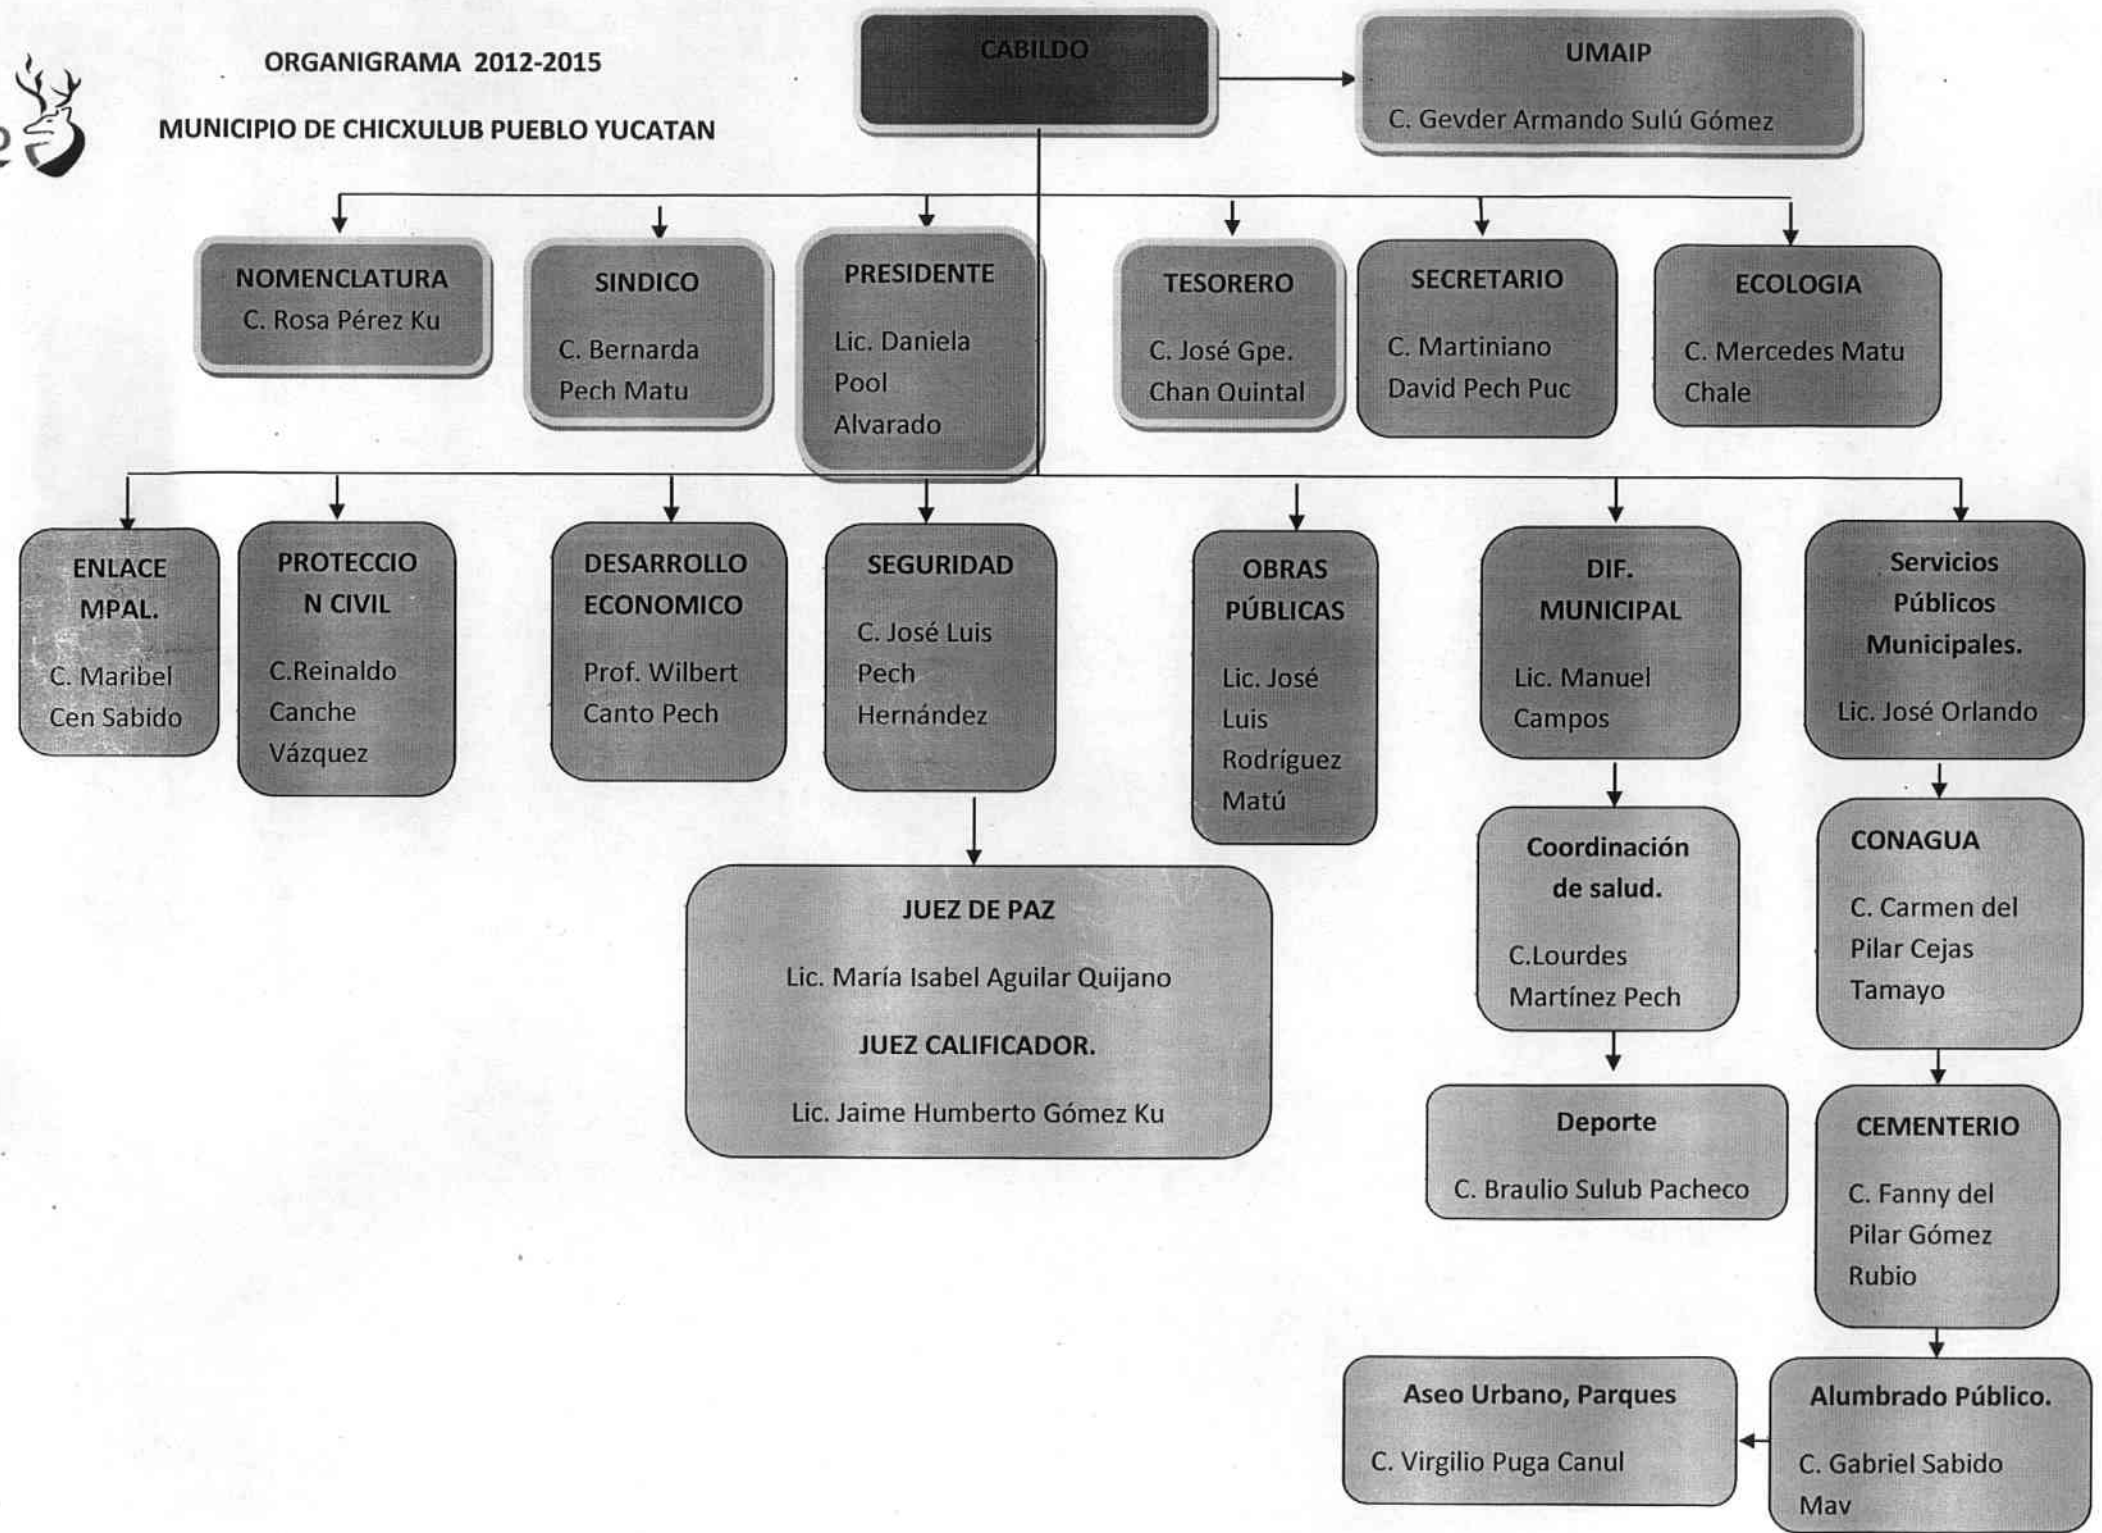 ORGANIGRAMA 2012-2015
MUNICIPIO DE CHICXULUB PUEBLO YUCATAN
CABILDO
UMAIP
C. Gevder Armando Sulú Gómez
NOMENCLATURA
C. Rosa Pérez Ku
SINDICO
C. Bernarda
Pech Matu
PRESIDENTE
Lic. Daniela
Pool
Alvarado
TESORERO
C. José Gpe.
Chan Quintal
SECRETARIO
C. Martiniano
David Pech Puc
ECOLOGIA
C. Mercedes Matu
Chale
ENLACE
MPAL.
C. Maribel
Cen Sabido
PROTECCIO
N CIVIL
C.Reinaldo
Canche
Vázquez
DESARROLLO
ECONOMICO
Prof. Wilbert
Canto Pech
SEGURIDAD
C. José Luis
Pech
Hernández
OBRAS
PÚBLICAS
Lic. José
Luis
Rodríguez
Matú
DIF.
MUNICIPAL
Lic. Manuel
Campos
Servicios
Públicos
Municipales.
Lic. José Orlando
JUEZ DE PAZ
Lic. María Isabel Aguilar Quijano
JUEZ CALIFICADOR.
Lic. Jaime Humberto Gómez Ku
Coordinación
de salud.
C.Lourdes
Martínez Pech
CONAGUA
C. Carmen del
Pilar Cejas
Tamayo
Deporte
C. Braulio Sulub Pacheco
CEMENTERIO
C. Fanny del
Pilar Gómez
Rubio
Aseo Urbano, Parques
C. Virgilio Puga Canul
Alumbrado Público.
C. Gabriel Sabido
Mav